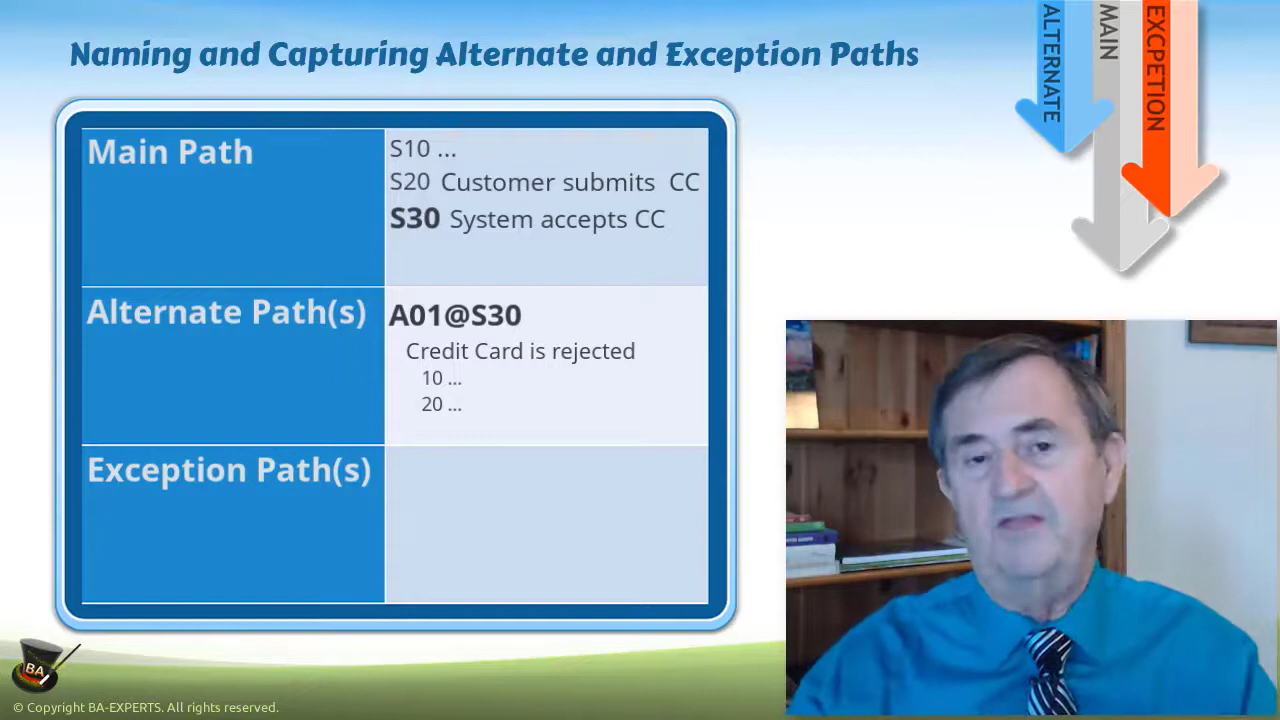 Naming and Capturing Alternate and Exception Paths
ALTERNATE
MAIN
EXCPETION
Main Path
S10 ...
S20 Customer submits CC
S30 System accepts CC
Alternate Path(s)
A01@S30
Credit Card is rejected
10 ...
20 ...
Exception Path(s)
BA
© Copyright BA-EXPERTS. All rights reserved.